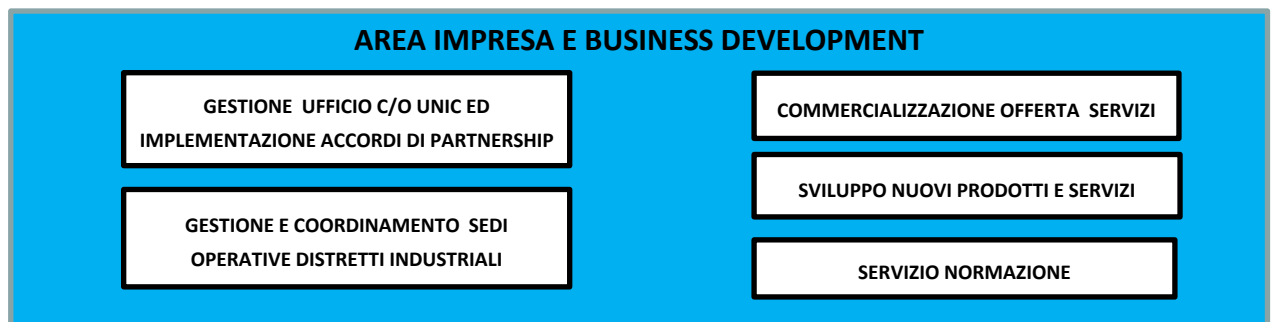 AREA IMPRESA E BUSINESS DEVELOPMENT
GESTIONE UFFICIO C/O UNIC ED
IMPLEMENTAZIONE ACCORDI DI PARTNERSHIP
GESTIONE E COORDINAMENTO SEDI
OPERATIVE DISTRETTI INDUSTRIALI
COMMERCIALIZZAZIONE OFFERTA SERVIZI
SVILUPPO NUOVI PRODOTTI E SERVIZI
SERVIZIO NORMAZIONE